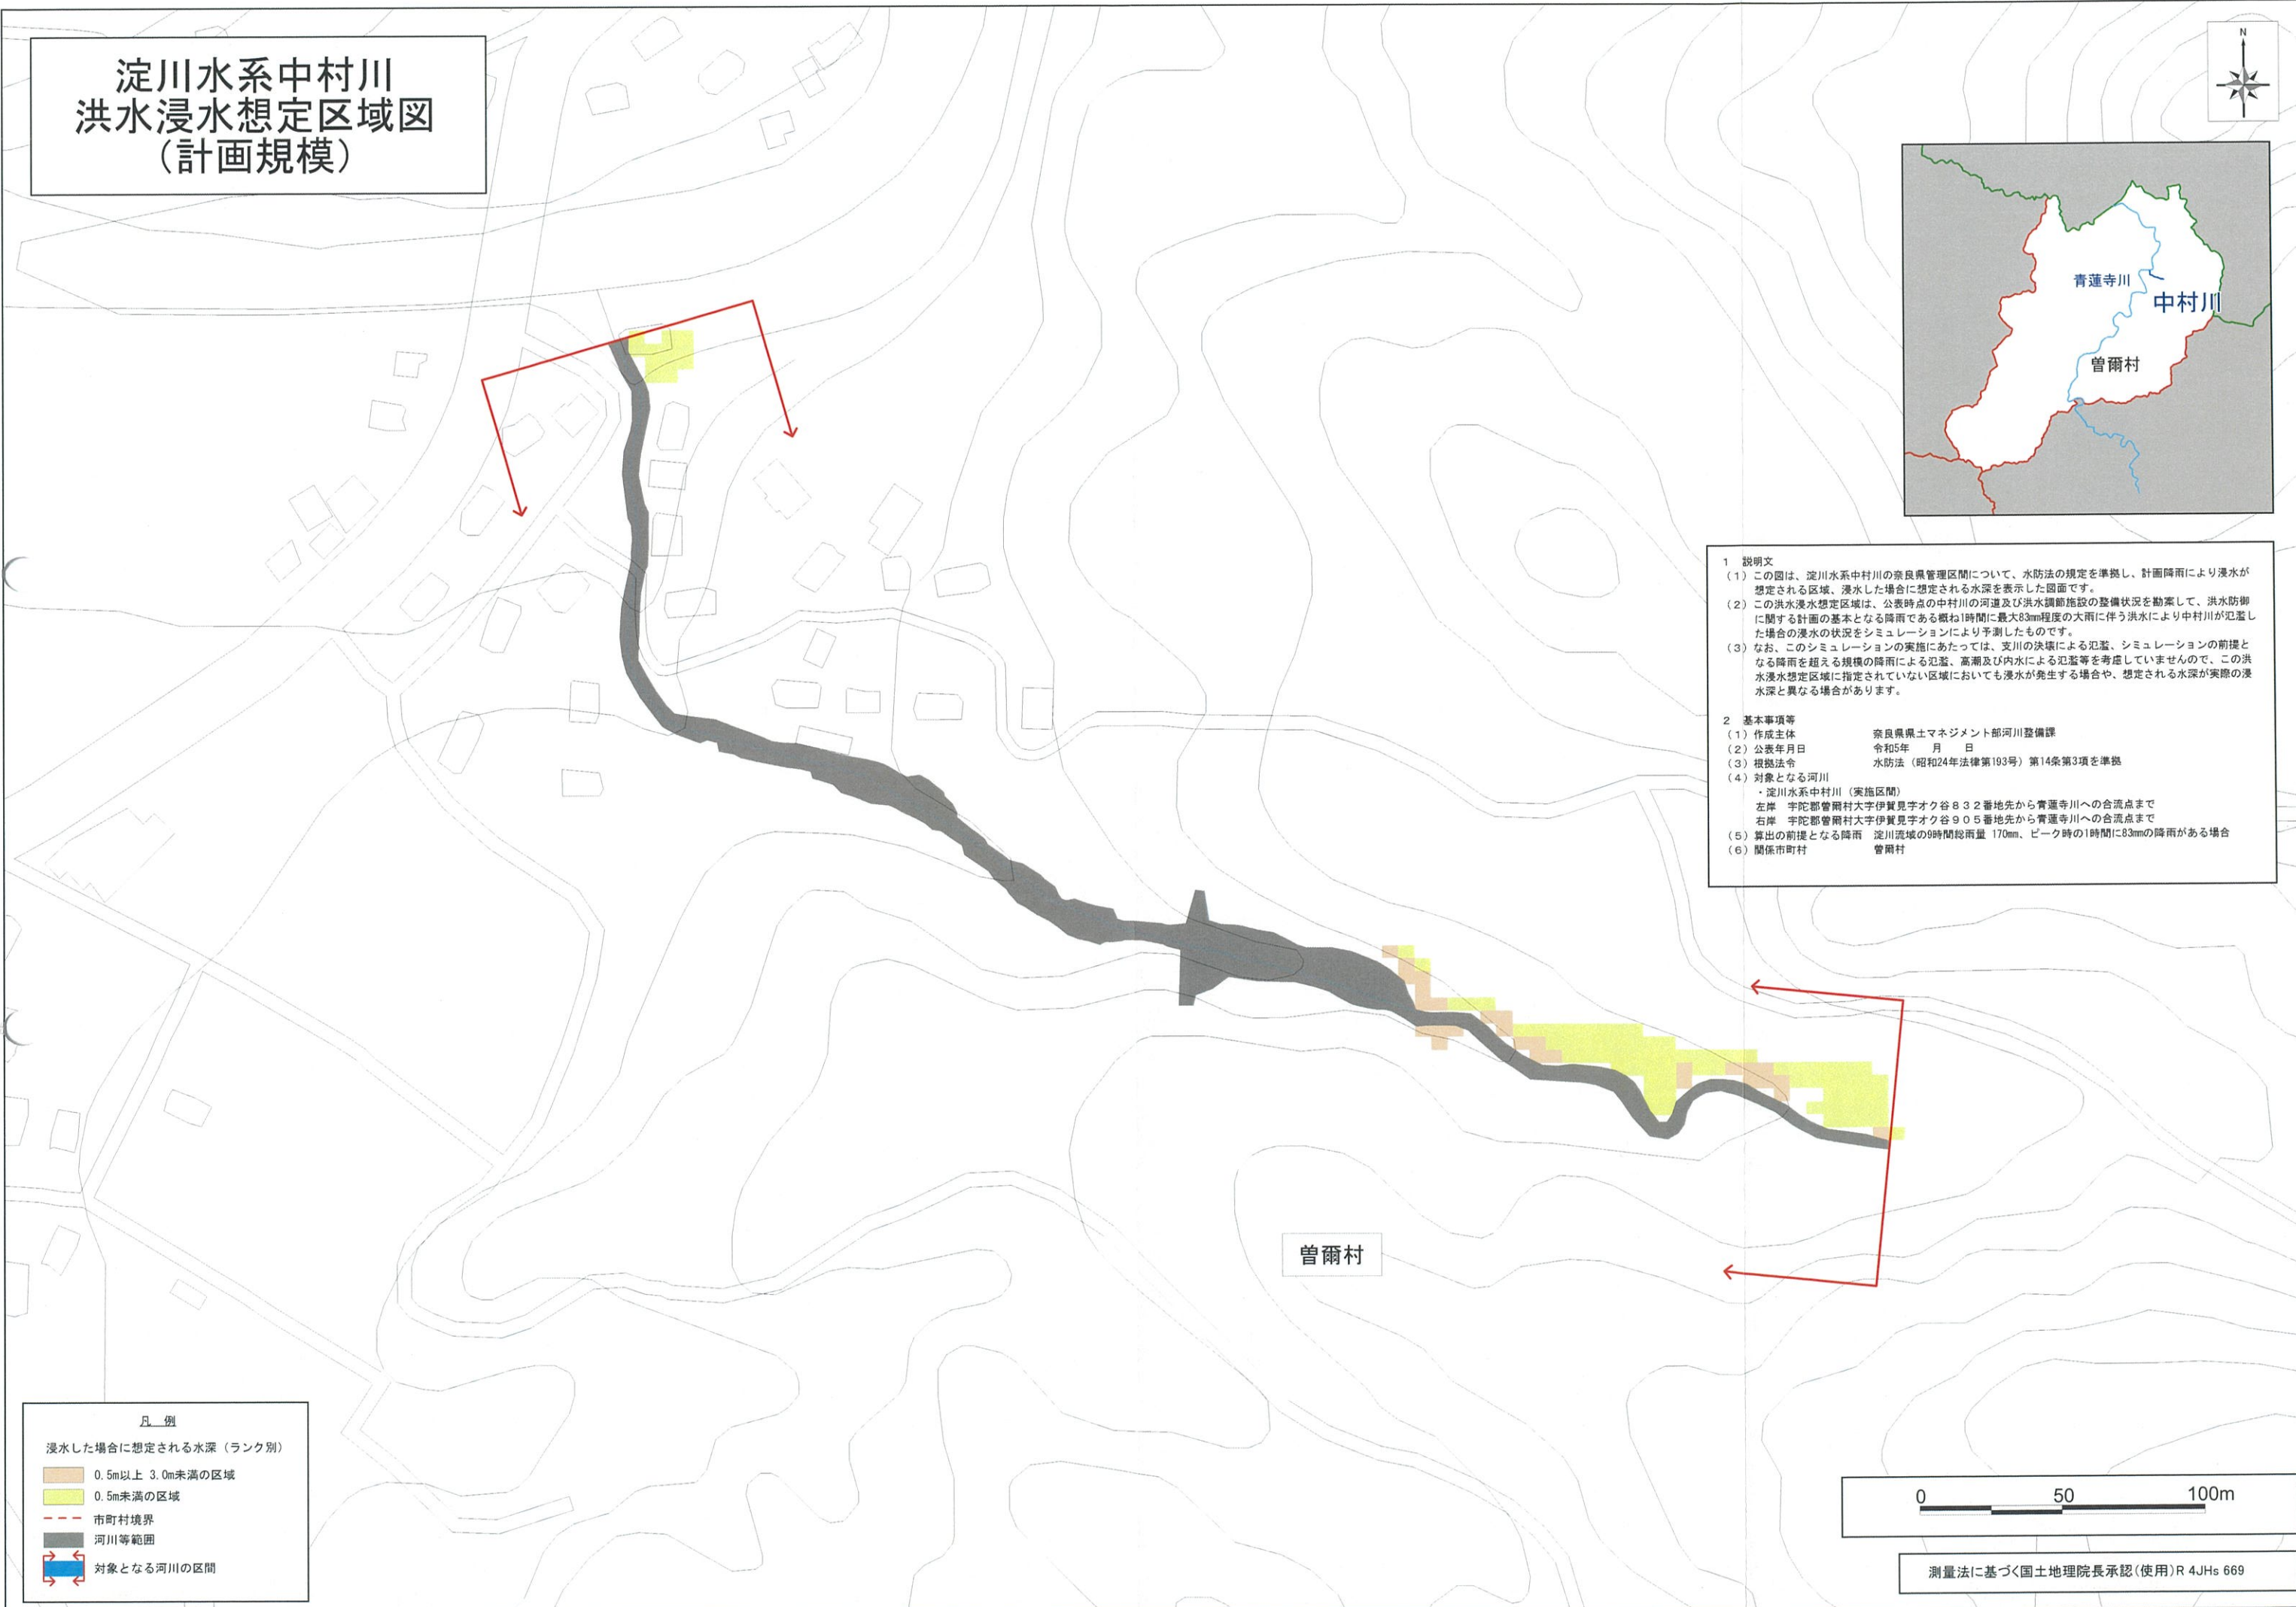 淀川水系中村川
洪水浸水想定区域図
(計画規模)
N
青蓮寺川
中村川
曽爾村
1 説明文
(1)この図は、淀川水系中村川の奈良県管理区間について、水防法の規定を準拠し、計画降雨により浸水が
想定される区域、浸水した場合に想定される水深を表示した図面です。
(2)この洪水浸水想定区域は、公表時点の中村川の河道及び洪水調節施設の整備状況を勘案して、洪水防御
に関する計画の基本となる降雨である概ね1時間に最大83mm程度の大雨に伴う洪水により中村川が氾濫し
た場合の浸水の状況をシミュレーションにより予測したものです。
(3)なお、このシミュレーションの実施にあたっては、支川の決壊による氾濫、シミュレーションの前提と
なる降雨を超える規模の降雨による氾濫、高潮及び内水による氾濫等を考慮していませんので、この洪
水浸水想定区域に指定されていない区域においても浸水が発生する場合や、想定される水深が実際の浸
水深と異なる場合があります。
2 基本事項等
(1)作成主体 奈良県県土マネジメント部河川整備課
(2)公表年月日 令和5年 月 日
(3)根拠法令 水防法(昭和24年法律第193号)第14条第3項を準拠
(4)対象となる河川
・淀川水系中村川(実施区間)
左岸 宇陀郡曽爾村大字伊賀見字オク谷832番地先から青蓮寺川への合流点まで
右岸 宇陀郡曽爾村大字伊賀見字オク谷905番地先から青蓮寺川への合流点まで
(5)算出の前提となる降雨 淀川流域の9時間総雨量 170mm、ピーク時の1時間に83mmの降雨がある場合
(6)関係市町村 曽爾村
曽爾村
凡 例
浸水した場合に想定される水深(ランク別)
0.5m以上 3.0m未満の区域
0.5m未満の区域
市町村境界
河川等範囲
対象となる河川の区間
0 50 100m
測量法に基づく国土地理院長承認(使用)R 4JHs 669